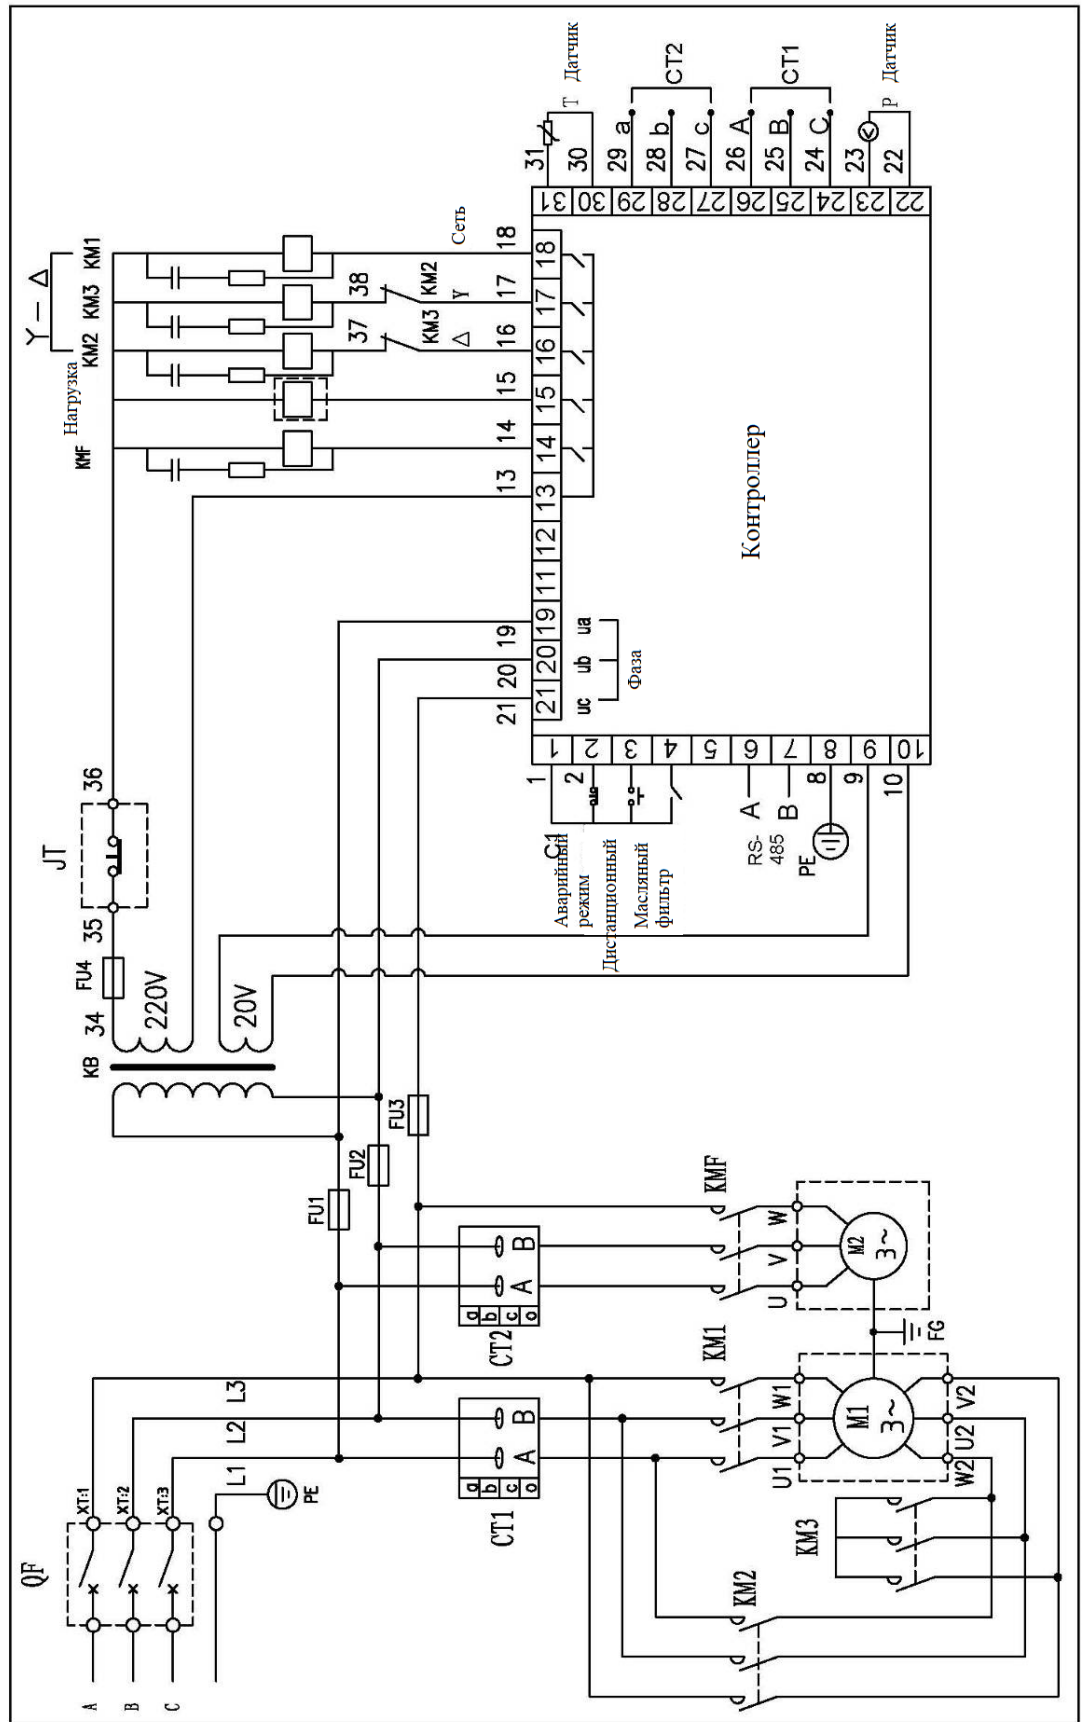 Y — Δ
KM1
KM3
KM2
Нагрузка
KMF
Сеть
38
KM2
Y
37
KM3
Δ
18
17
16
15
14
13
18
17
16
15
14
13
12
11
19
20
21
19
20
21
ua
ub
uc
Фаза
Контроллер
31
30
29
28
27
26
25
24
23
22
31
30
29
28
27
26
25
24
23
22
a
b
c
A
B
C
T Датчик
CT2
CT1
P Датчик
1
2
3
4
5
6
7
8
9
10
1
2
8
9
10
C1
Аварийный
режим
Дистанционный
Масляный
фильтр
RS-
485
A
B
PE
JT
36
35
FU4
34
220V
20V
KB
FU3
FU2
FU1
KMF
W
V
U
M2
3~
FG
CT2
a
b
c
o
A
B
KM1
W1
V1
U1
M1
3~
V2
U2
W2
CT1
a
b
c
o
A
B
L3
L2
L1
PE
XT:1
XT:2
XT:3
QF
A
B
C
KM3
KM2